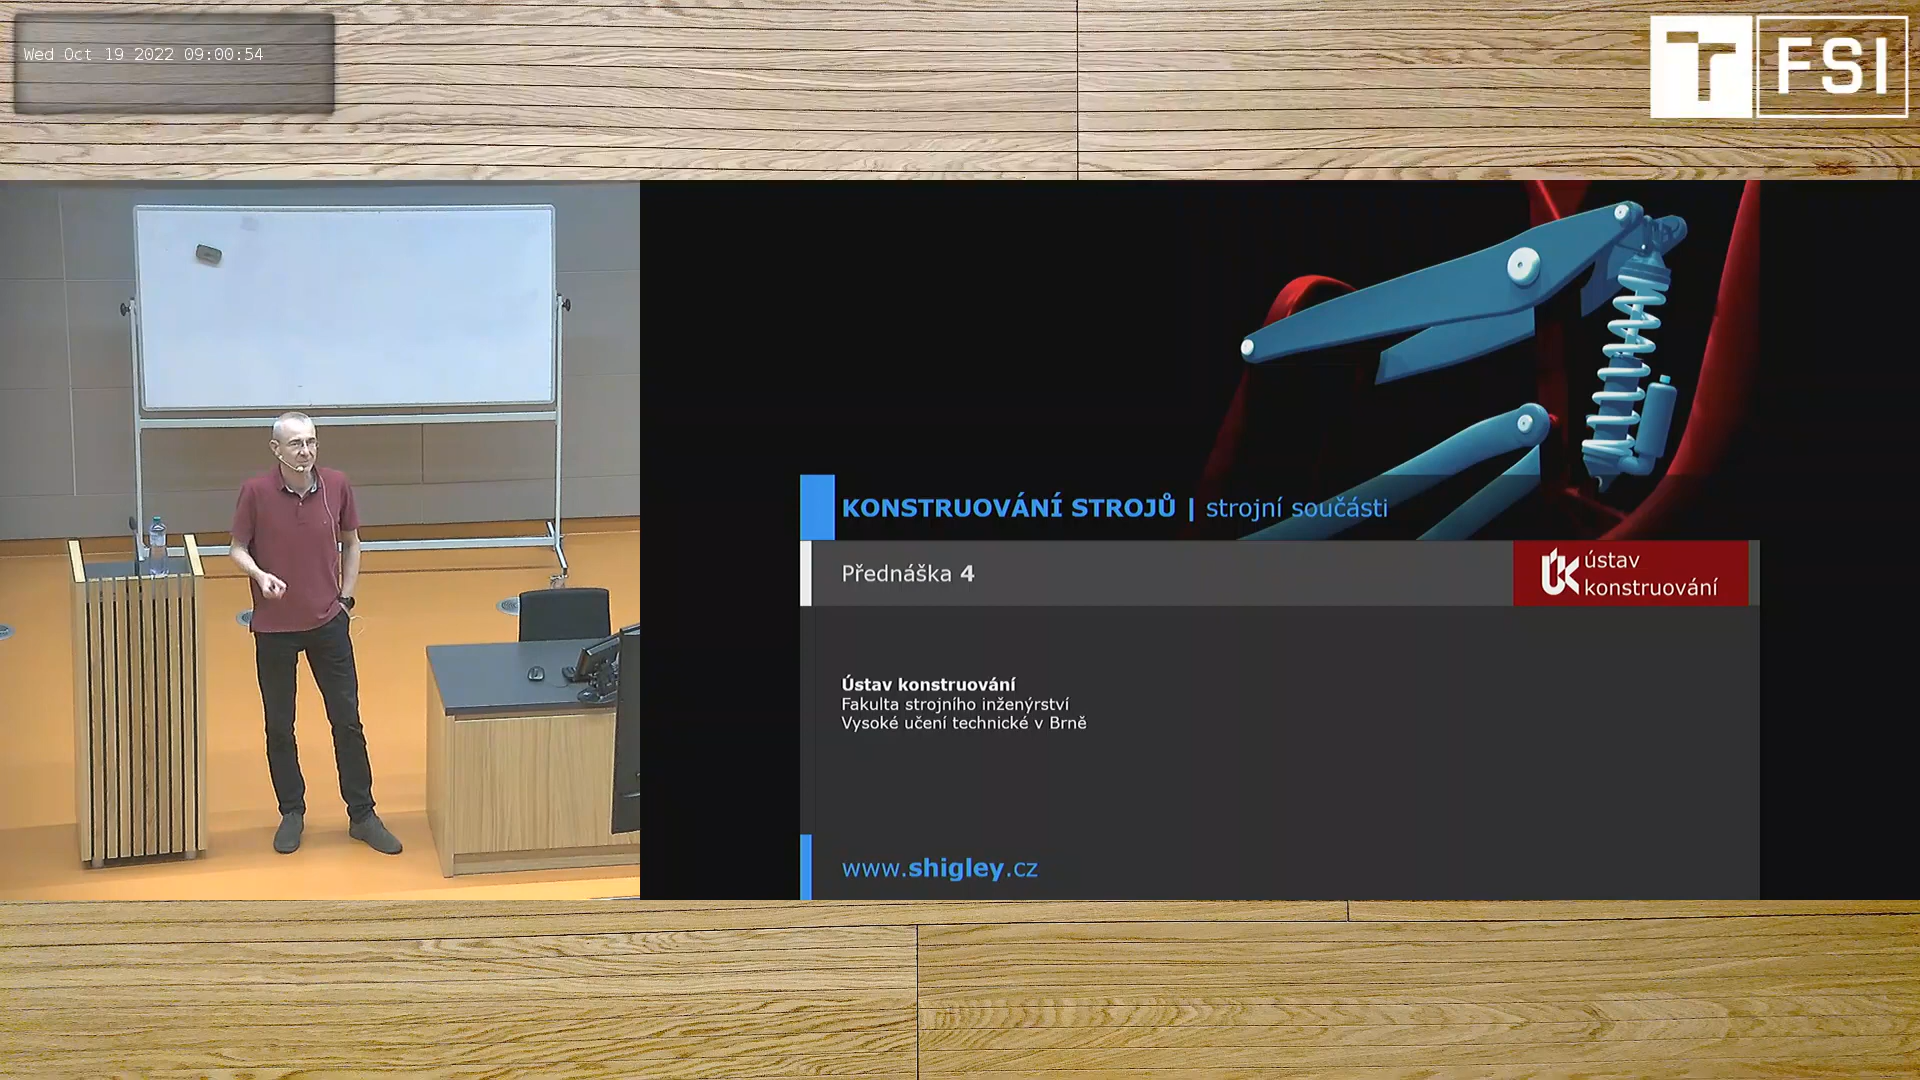 Wed Oct 19 2022 09:00:54
T FSI
KONSTRUOVÁNÍ STROJŮ | strojní součásti
Přednáška 4
ÚK ústav
konstruování
Ústav konstruování
Fakulta strojního inženýrství
Vysoké učení technické v Brně
www.shigley.cz